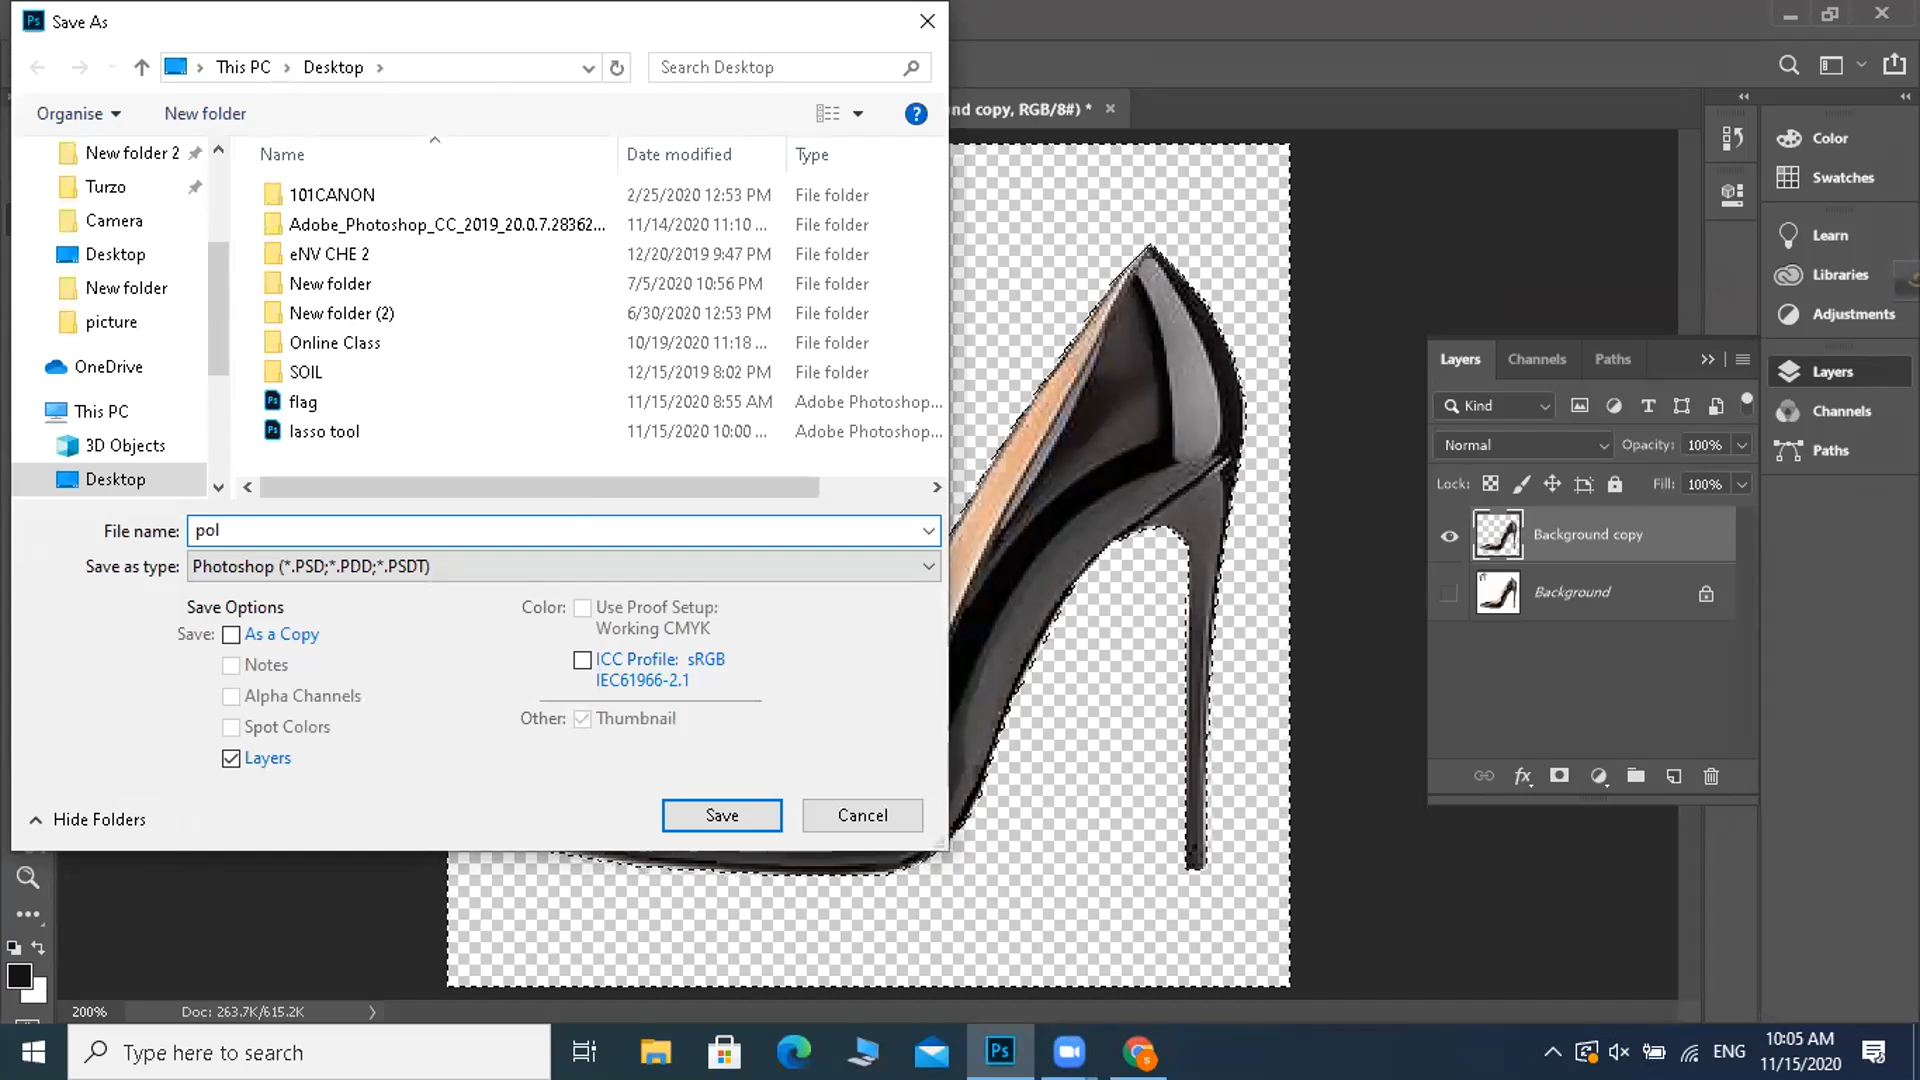 Ps Save As
This PC > Desktop >
Search Desktop
Organise
New folder
?
nd copy, RGB/8#) *
Name
Date modified
Type
New folder 2
Turzo
Camera
Desktop
New folder
picture
OneDrive
This PC
3D Objects
Desktop
101CANON 2/25/2020 12:53 PM File folder
Adobe_Photoshop_CC_2019_20.0.7.28362... 11/14/2020 11:10 ... File folder
eNV CHE 2 12/20/2019 9:47 PM File folder
New folder 7/5/2020 10:56 PM File folder
New folder (2) 6/30/2020 12:53 PM File folder
Online Class 10/19/2020 11:18 ... File folder
SOIL 12/15/2019 8:02 PM File folder
flag 11/15/2020 8:55 AM Adobe Photoshop...
lasso tool 11/15/2020 10:00 ... Adobe Photoshop...
File name: pol
Save as type: Photoshop (*.PSD;*.PDD;*.PSDT)
Save Options
Save: As a Copy
Notes
Alpha Channels
Spot Colors
Layers
Color: Use Proof Setup:
Working CMYK
ICC Profile: sRGB
IEC61966-2.1
Other: Thumbnail
Hide Folders
Save
Cancel
Color
Swatches
Learn
Libraries
Adjustments
Layers
Channels
Paths
Layers Channels Paths
Kind
Normal Opacity: 100%
Lock: Fill: 100%
Background copy
Background
fx
200% Doc: 263.7K/615.2K
Type here to search
Ps
S
ENG
10:05 AM
11/15/2020